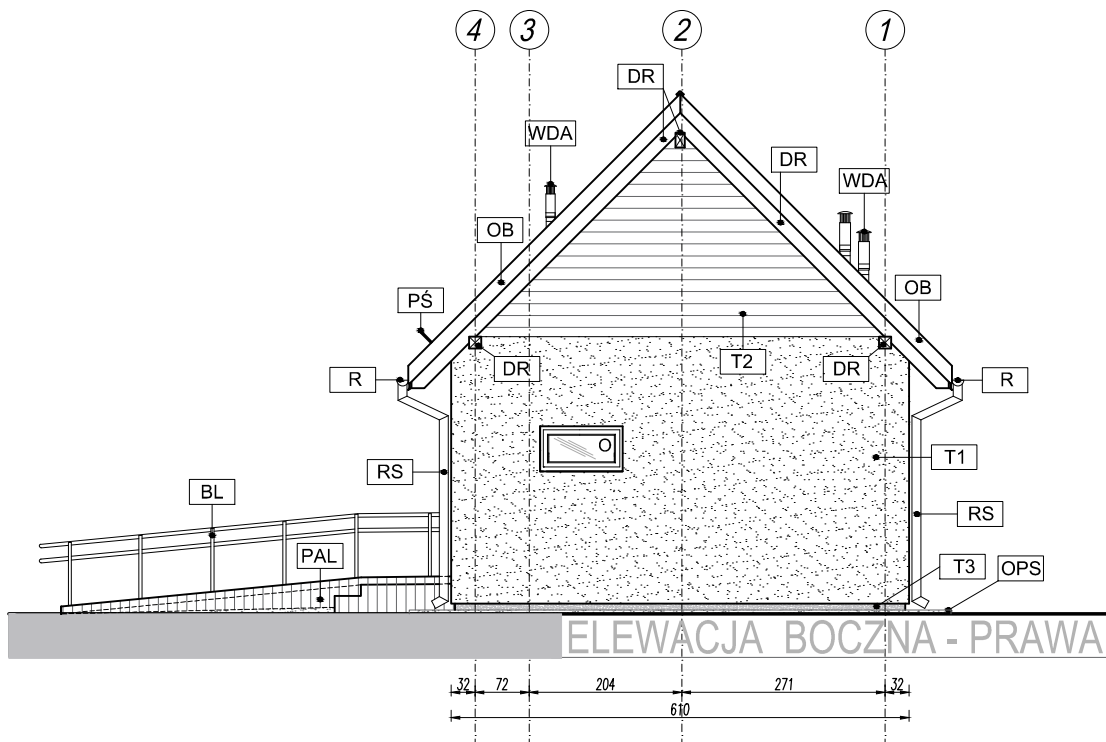 4 3 2 1
DR
WDA
DR
WDA
OB
OB
PŚ
T2
DR
DR
R
R
O
T1
RS
BL
RS
PAL
T3
OPS
ELEWACJA BOCZNA - PRAWA
32 72 204 271 32
610